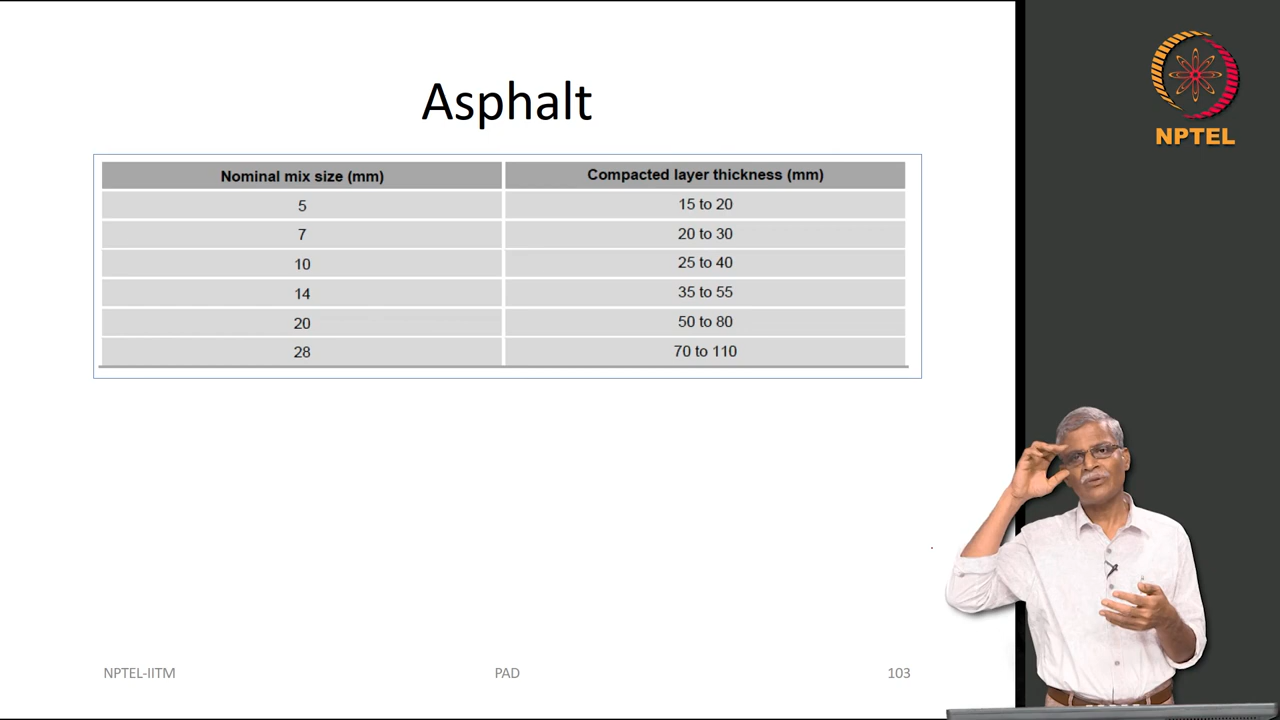 Asphalt
NPTEL
Nominal mix size (mm) Compacted layer thickness (mm)
5 15 to 20
7 20 to 30
10 25 to 40
14 35 to 55
20 50 to 80
28 70 to 110
NPTEL-IITM PAD 103